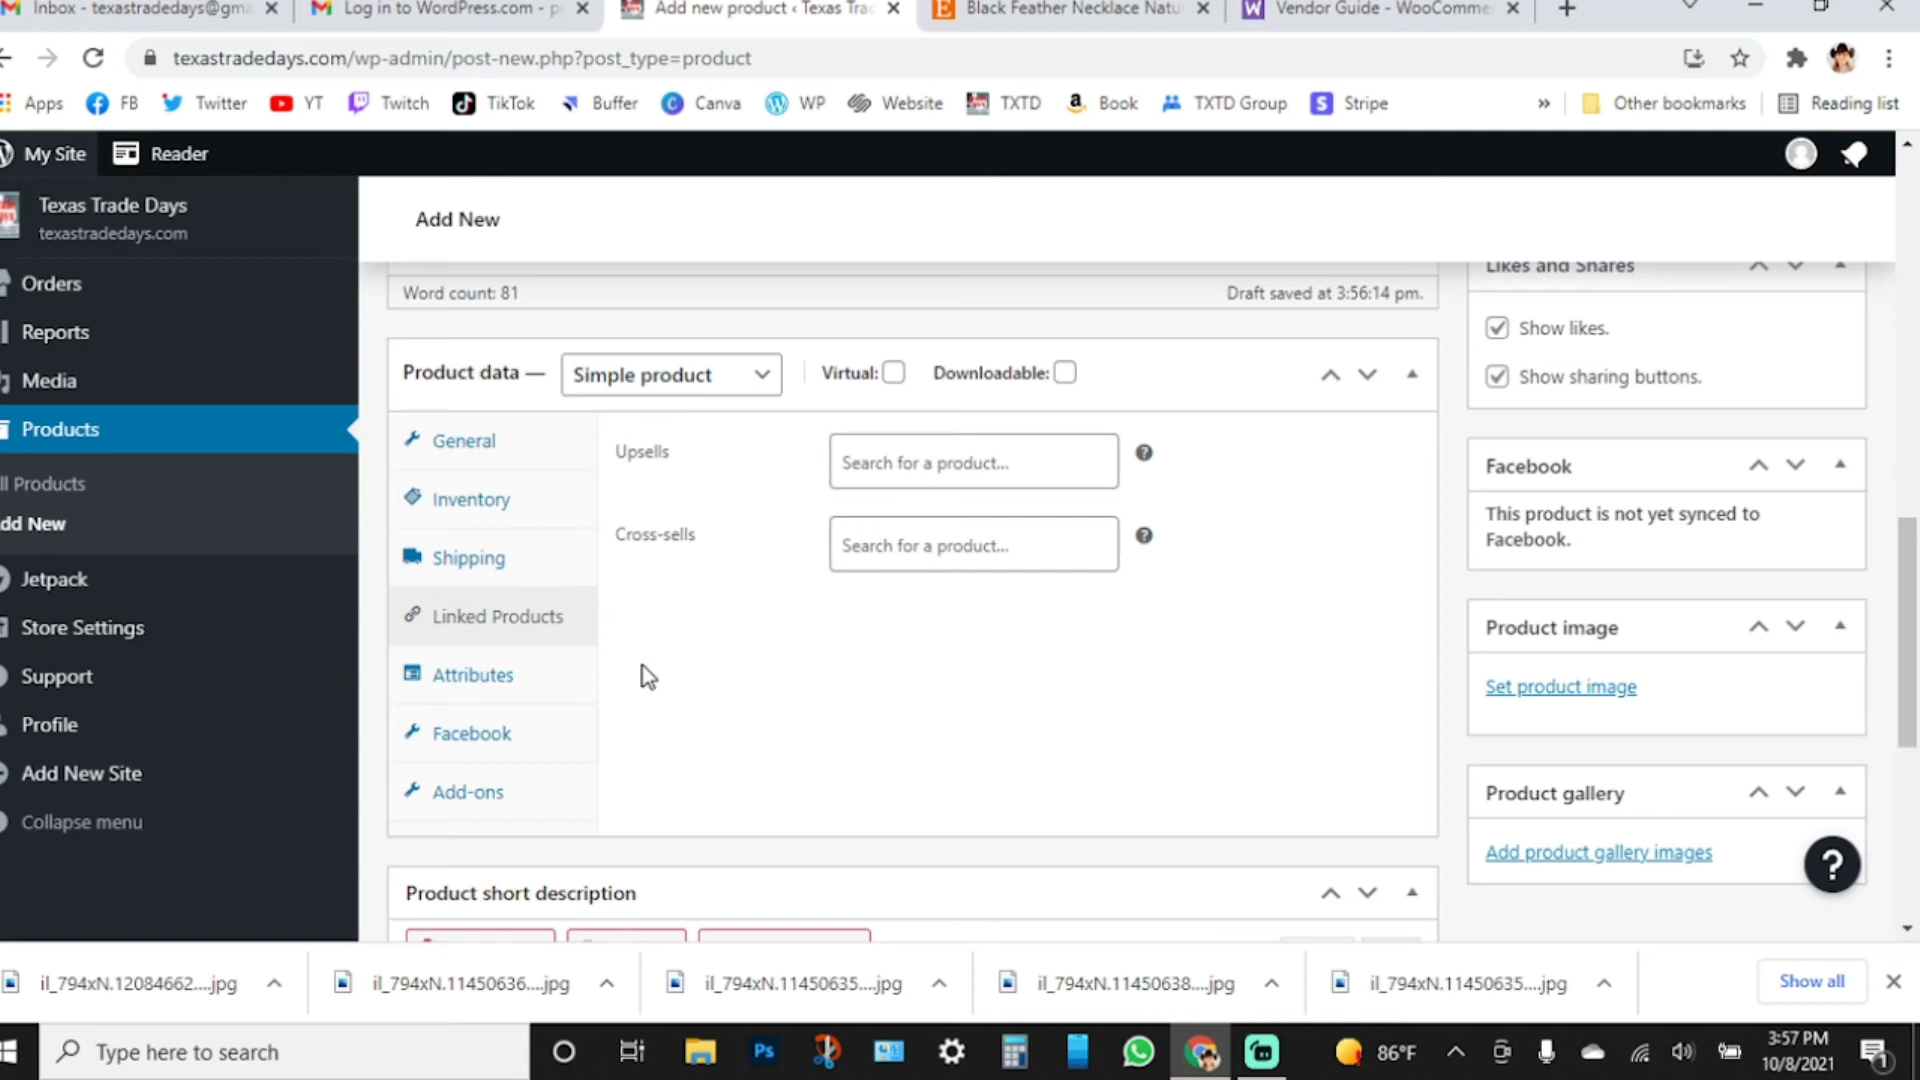 Inbox - texastradedays@gma
Log in to WordPress.com - p
Add new product ‹ Texas Trac
Black Feather Necklace Natu
Vendor Guide - WooComme
texastradedays.com/wp-admin/post-new.php?post_type=product
Apps FB Twitter YT Twitch TikTok Buffer Canva WP Website TXTD Book TXTD Group Stripe » Other bookmarks Reading list
My Site Reader
Texas Trade Days
texastradedays.com
Add New
Orders
Reports
Media
Products
ll Products
dd New
Jetpack
Store Settings
Support
Profile
Add New Site
Collapse menu
Word count: 81
Draft saved at 3:56:14 pm.
Product data — Simple product Virtual: Downloadable:
General
Inventory
Shipping
Linked Products
Attributes
Facebook
Add-ons
Upsells Search for a product...
Cross-sells Search for a product...
Product short description
Likes and Shares
Show likes.
Show sharing buttons.
Facebook
This product is not yet synced to
Facebook.
Product image
Set product image
Product gallery
Add product gallery images
?
il_794xN.12084662....jpg
il_794xN.11450636....jpg
il_794xN.11450635....jpg
il_794xN.11450638....jpg
il_794xN.11450635....jpg
Show all
Type here to search
Ps
86°F
3:57 PM
10/8/2021
1